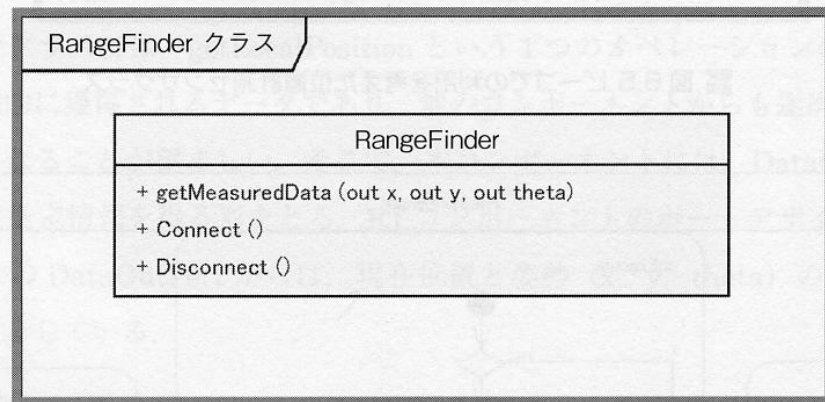 RangeFinder クラス
RangeFinder
+ getMeasuredData (out x, out y, out theta)
+ Connect ()
+ Disconnect ()